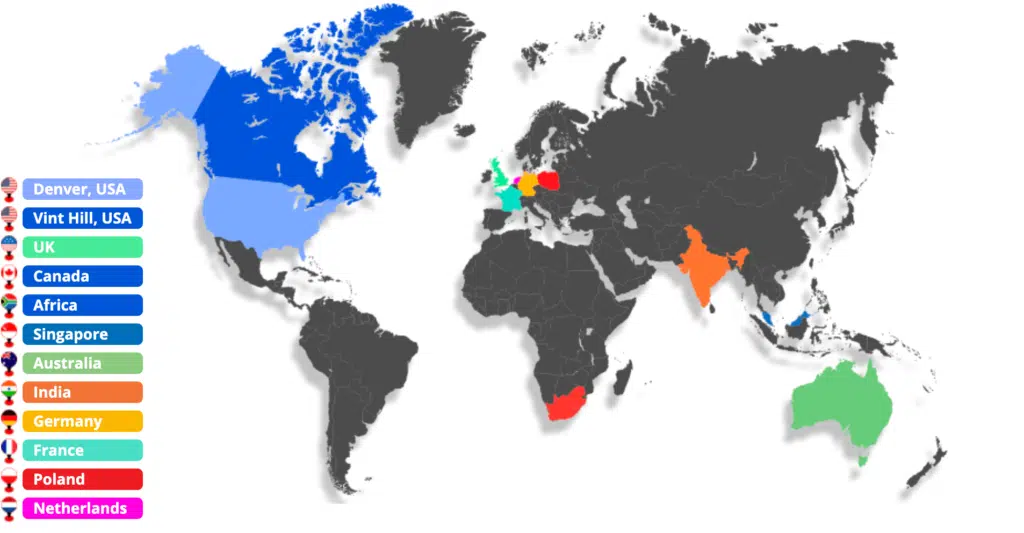 Denver, USA
Vint Hill, USA
UK
Canada
Africa
Singapore
Australia
India
Germany
France
Poland
Netherlands